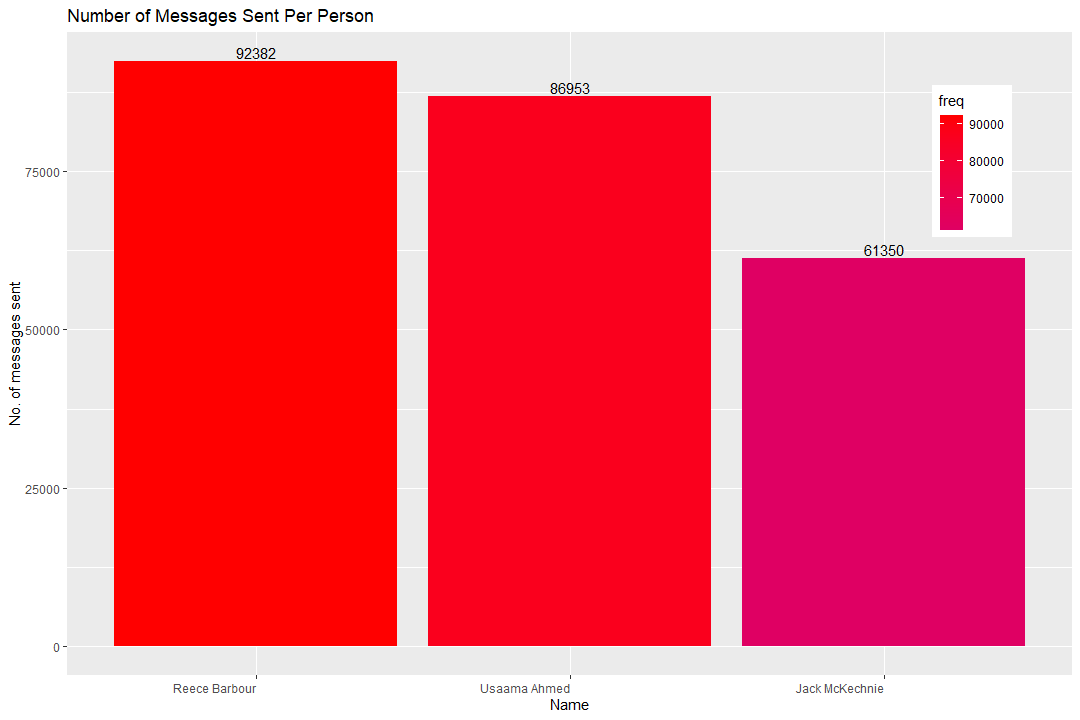 Number of Messages Sent Per Person
92382
86953
61350
freq
90000
80000
70000
No. of messages sent
75000
50000
25000
0
Reece Barbour
Usaama Ahmed
Jack McKechnie
Name